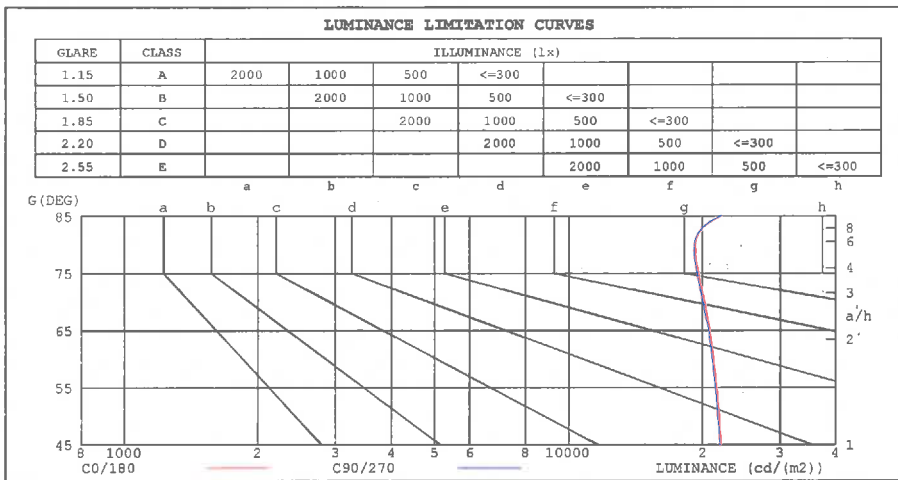 LUMINANCE LIMITATION CURVES
GLARE CLASS ILLUMINANCE (lx)
1.15 A 2000 1000 500 <=300
1.50 B 2000 1000 500 <=300
1.85 C 2000 1000 500 <=300
2.20 D 2000 1000 500 <=300
2.55 E 2000 1000 500 <=300
a b c d e f g h
G(DEG)
a b c d e f g h
85
8
6
75
4
3
a'/h
65
2
55
45
1
8 1000 2 3 4 5 6 8 10000 2 3 4
C0/180 C90/270 LUMINANCE (cd/(m2))